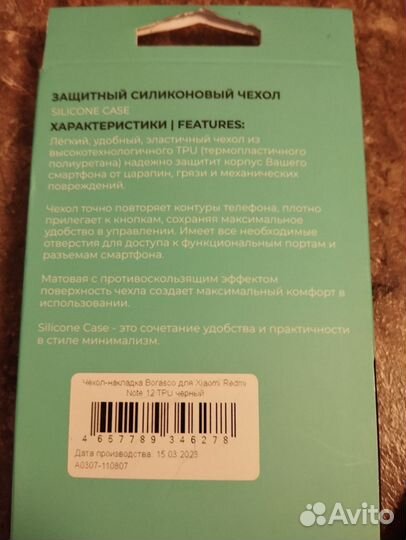 ЗАЩИТНЫЙ СИЛИКОНОВЫЙ ЧЕХОЛ
SILICONE CASE
ХАРАКТЕРИСТИКИ | FEATURES:
Лёгкий, удобный, эластичный чехол из
высокотехнологичного TPU (термопластичного
полиуретана) надежно защитит корпус Вашего
смартфона от царапин, грязи и механических
повреждений.
Чехол точно повторяет контуры телефона, плотно
прилегает к кнопкам, сохраняя максимальное
удобство в управлении. Имеет все необходимые
отверстия для доступа к функциональным портам и
разъемам смартфона.
Матовая с противоскользящим эффектом
поверхность чехла создает максимальный комфорт в
использовании.
Silicone Case - это сочетание удобства и практичности
в стиле минимализм.
Чехол-накладка Borasco для Xiaomi Redmi
Note 12 TPU черный
4 657789 346278
Дата производства: 15.03.2023
А0307-110807
Avito